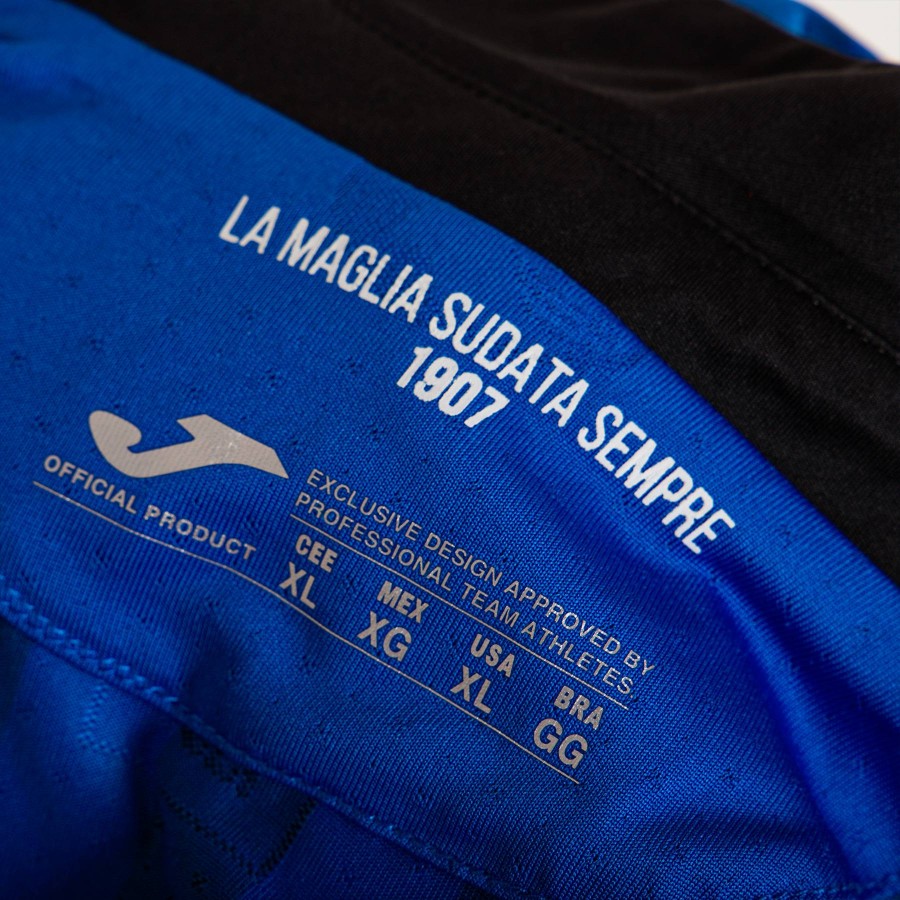 LA MAGLIA SUDATA SEMPRE
1907
OFFICIAL PRODUCT
EXCLUSIVE DESIGN APPROVED BY
PROFESSIONAL TEAM ATHLETES.
CEE MEX USA BRA
XL XG XL GG